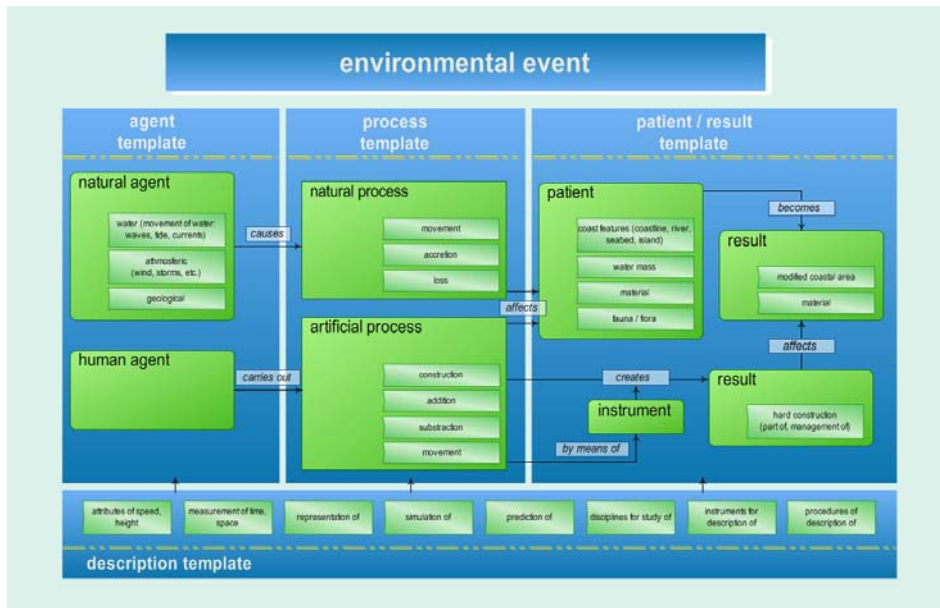 environmental event
agent
template
process
template
patient / result
template
natural agent
water (movement of water:
waves, tide, currents)
athmosferic
(wind, storms, etc.)
geological
causes
human agent
carries out
natural process
movement
accretion
loss
artificial process
construction
addition
substraction
movement
affects
patient
coast features (coastline, river,
seabed, island)
water mass
material
fauna / flora
becomes
result
modified coastal area
material
affects
creates
instrument
by means of
result
hard construction
(part of, management of)
attributes of speed,
height
measurement of time,
space
representation of
simulation of
prediction of
disciplines for study of
instruments for
description of
procedures of
description of
description template